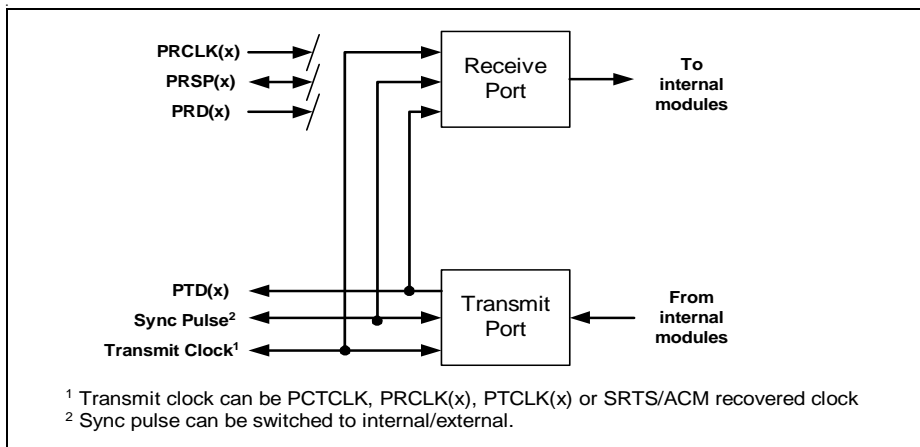 PRCLK(x)
PRSP(x)
PRD(x)
Receive
Port
To
internal
modules
PTD(x)
Sync Pulse²
Transmit Clock¹
Transmit
Port
From
internal
modules
¹ Transmit clock can be PCTCLK, PRCLK(x), PTCLK(x) or SRTS/ACM recovered clock
² Sync pulse can be switched to internal/external.